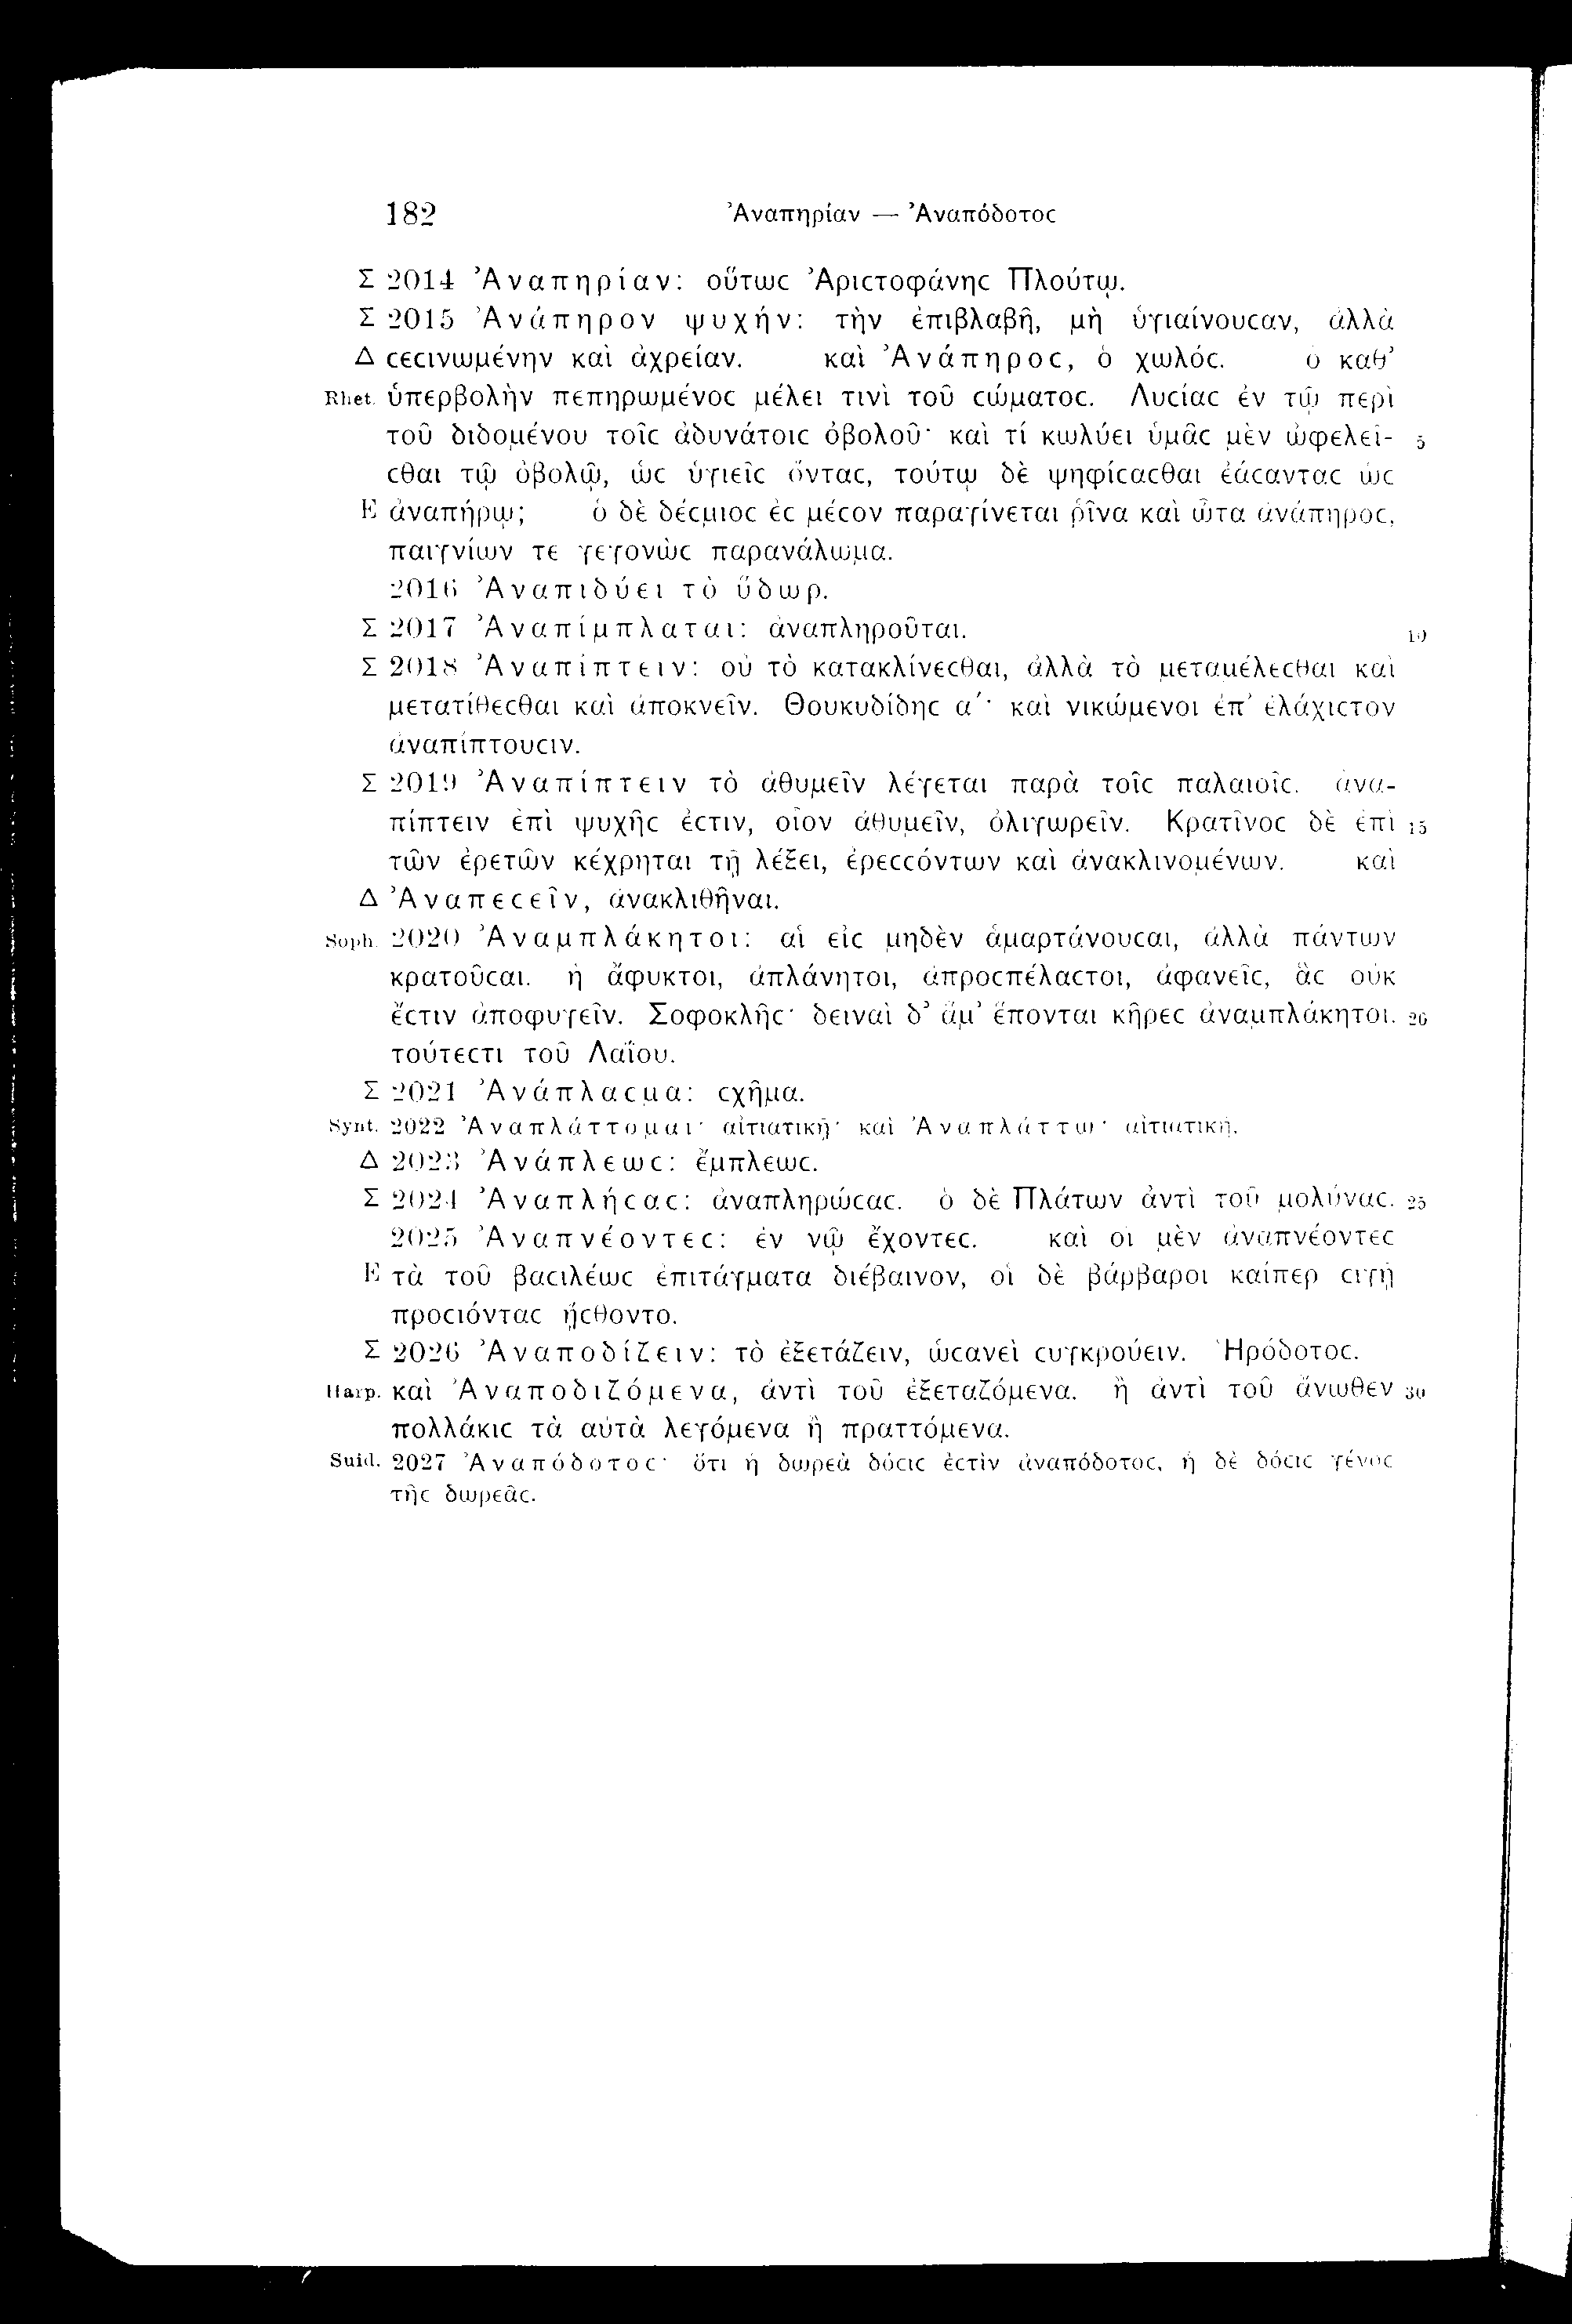 182 Ἀναπηρίαν — Ἀναπόδοτοϲ
Σ 2014 Ἀναπηρίαν: οὕτωϲ Ἀριϲτοφάνηϲ Πλούτῳ.
Σ 2015 Ἀνάπηρον ψυχήν: τὴν ἐπιβλαβῆ, μὴ ὑγιαίνουϲαν, ἀλλὰ
Δ ϲεϲινωμένην καὶ ἀχρείαν. καὶ Ἀνάπηροϲ, ὁ χωλόϲ. ὁ καθ’
Rhet. ὑπερβολὴν πεπηρωμένοϲ μέλει τινὶ τοῦ ϲώματοϲ. Λυϲίαϲ ἐν τῷ περὶ
τοῦ διδομένου τοῖϲ ἀδυνάτοιϲ ὀβολοῦ· καὶ τί κωλύει ὑμᾶϲ μὲν ὠφελεῖ- 5
ϲθαι τῷ ὀβολῷ, ὡϲ ὑγιεῖϲ ὄνταϲ, τούτῳ δὲ ψηφίϲαϲθαι ἐάϲανταϲ ὡϲ
E ἀναπήρῳ; ὁ δὲ δέϲμιοϲ ἐϲ μέϲον παραγίνεται ῥῖνα καὶ ὦτα ἀνάπηροϲ,
παιγνίων τε γεγονὼϲ παρανάλωμα.
2016 Ἀναπιδύει τὸ ὕδωρ.
Σ 2017 Ἀναπίμπλαται: ἀναπληροῦται. 10
Σ 2018 Ἀναπίπτειν: οὐ τὸ κατακλίνεϲθαι, ἀλλὰ τὸ μεταμέλεϲθαι καὶ
μετατίθεϲθαι καὶ ἀποκνεῖν. Θουκυδίδηϲ α΄· καὶ νικώμενοι ἐπ’ ἐλάχιϲτον
ἀναπίπτουϲιν.
Σ 2019 Ἀναπίπτειν τὸ ἀθυμεῖν λέγεται παρὰ τοῖϲ παλαιοῖϲ. ἀνα-
πίπτειν ἐπὶ ψυχῆϲ ἐϲτιν, οἷον ἀθυμεῖν, ὀλιγωρεῖν. Κρατῖνοϲ δὲ ἐπὶ 15
τῶν ἐρετῶν κέχρηται τῇ λέξει, ἐρεϲϲόντων καὶ ἀνακλινομένων. καὶ
Δ Ἀναπεϲεῖν, ἀνακλιθῆναι.
Soph. 2020 Ἀναμπλάκητοι: αἱ εἰϲ μηδὲν ἁμαρτάνουϲαι, ἀλλὰ πάντων
κρατοῦϲαι. ἢ ἄφυκτοι, ἀπλάνητοι, ἀπροϲπέλαϲτοι, ἀφανεῖϲ, ἃϲ οὐκ
ἔϲτιν ἀποφυγεῖν. Σοφοκλῆϲ· δειναὶ δ’ ἅμ’ ἕπονται κῆρεϲ ἀναμπλάκητοι. 20
τούτεϲτι τοῦ Λαΐου.
Σ 2021 Ἀνάπλαϲμα: ϲχῆμα.
Synt. 2022 Ἀναπλάττομαι· αἰτιατικῇ· καὶ Ἀναπλάττω· αἰτιατικῇ.
Δ 2023 Ἀνάπλεωϲ: ἔμπλεωϲ.
Σ 2024 Ἀναπλήϲαϲ: ἀναπληρώϲαϲ. ὁ δὲ Πλάτων ἀντὶ τοῦ μολύναϲ. 25
2025 Ἀναπνέοντεϲ: ἐν νῷ ἔχοντεϲ. καὶ οἱ μὲν ἀναπνέοντεϲ
E τὰ τοῦ βαϲιλέωϲ ἐπιτάγματα διέβαινον, οἱ δὲ βάρβαροι καίπερ ϲιγῇ
προϲιόνταϲ ᾔϲθοντο.
Σ 2026 Ἀναποδίζειν: τὸ ἐξετάζειν, ὡϲανεὶ ϲυγκρούειν. Ἡρόδοτοϲ.
Harp. καὶ Ἀναποδιζόμενα, ἀντὶ τοῦ ἐξεταζόμενα. ἢ ἀντὶ τοῦ ἄνωθεν 30
πολλάκιϲ τὰ αὐτὰ λεγόμενα ἢ πραττόμενα.
Suid. 2027 Ἀναπόδοτοϲ· ὅτι ἡ δωρεὰ δόϲιϲ ἐϲτὶν ἀναπόδοτοϲ, ἡ δὲ δόϲιϲ γένοϲ
τῆϲ δωρεᾶϲ.